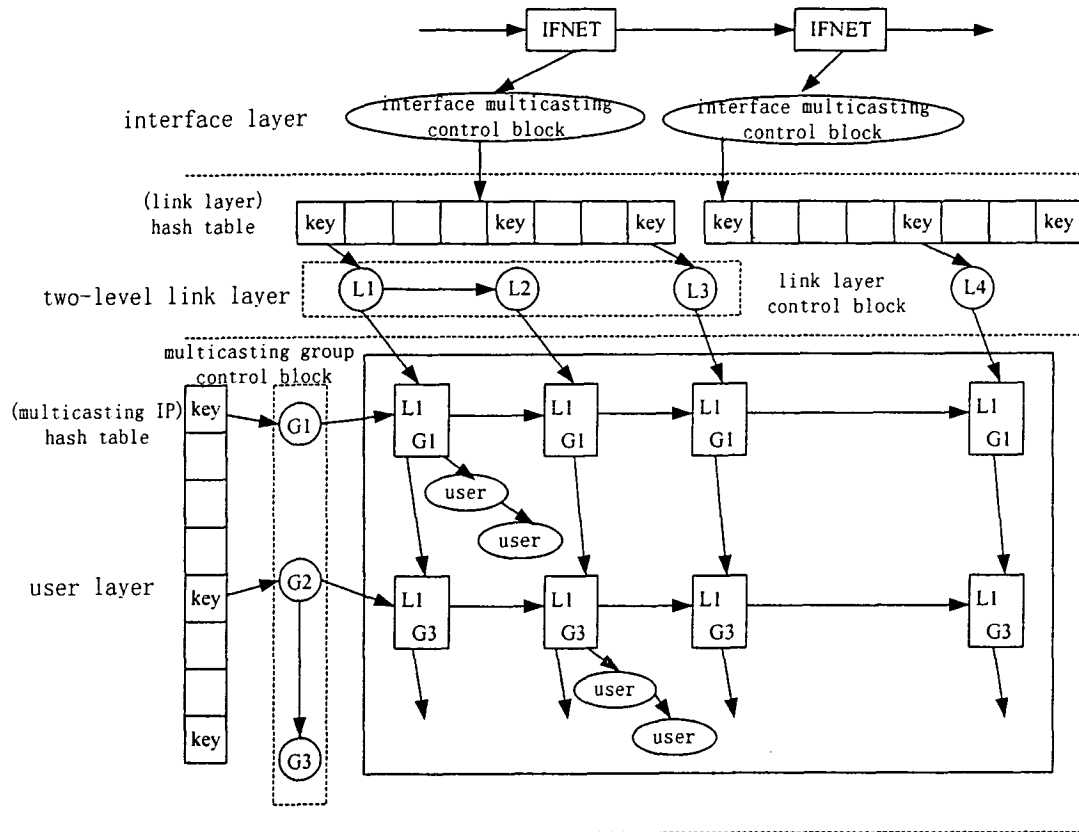 IFNET
IFNET
interface layer
interface multicasting
control block
interface multicasting
control block
(link layer)
hash table
key
key
key
key
key
key
two-level link layer
L1
L2
L3
link layer
control block
L4
multicasting group
control block
(multicasting IP)
hash table
key
G1
L1
G1
L1
G1
L1
G1
L1
G1
user
user
user layer
key
G2
L1
G3
L1
G3
L1
G3
L1
G3
user
user
key
G3